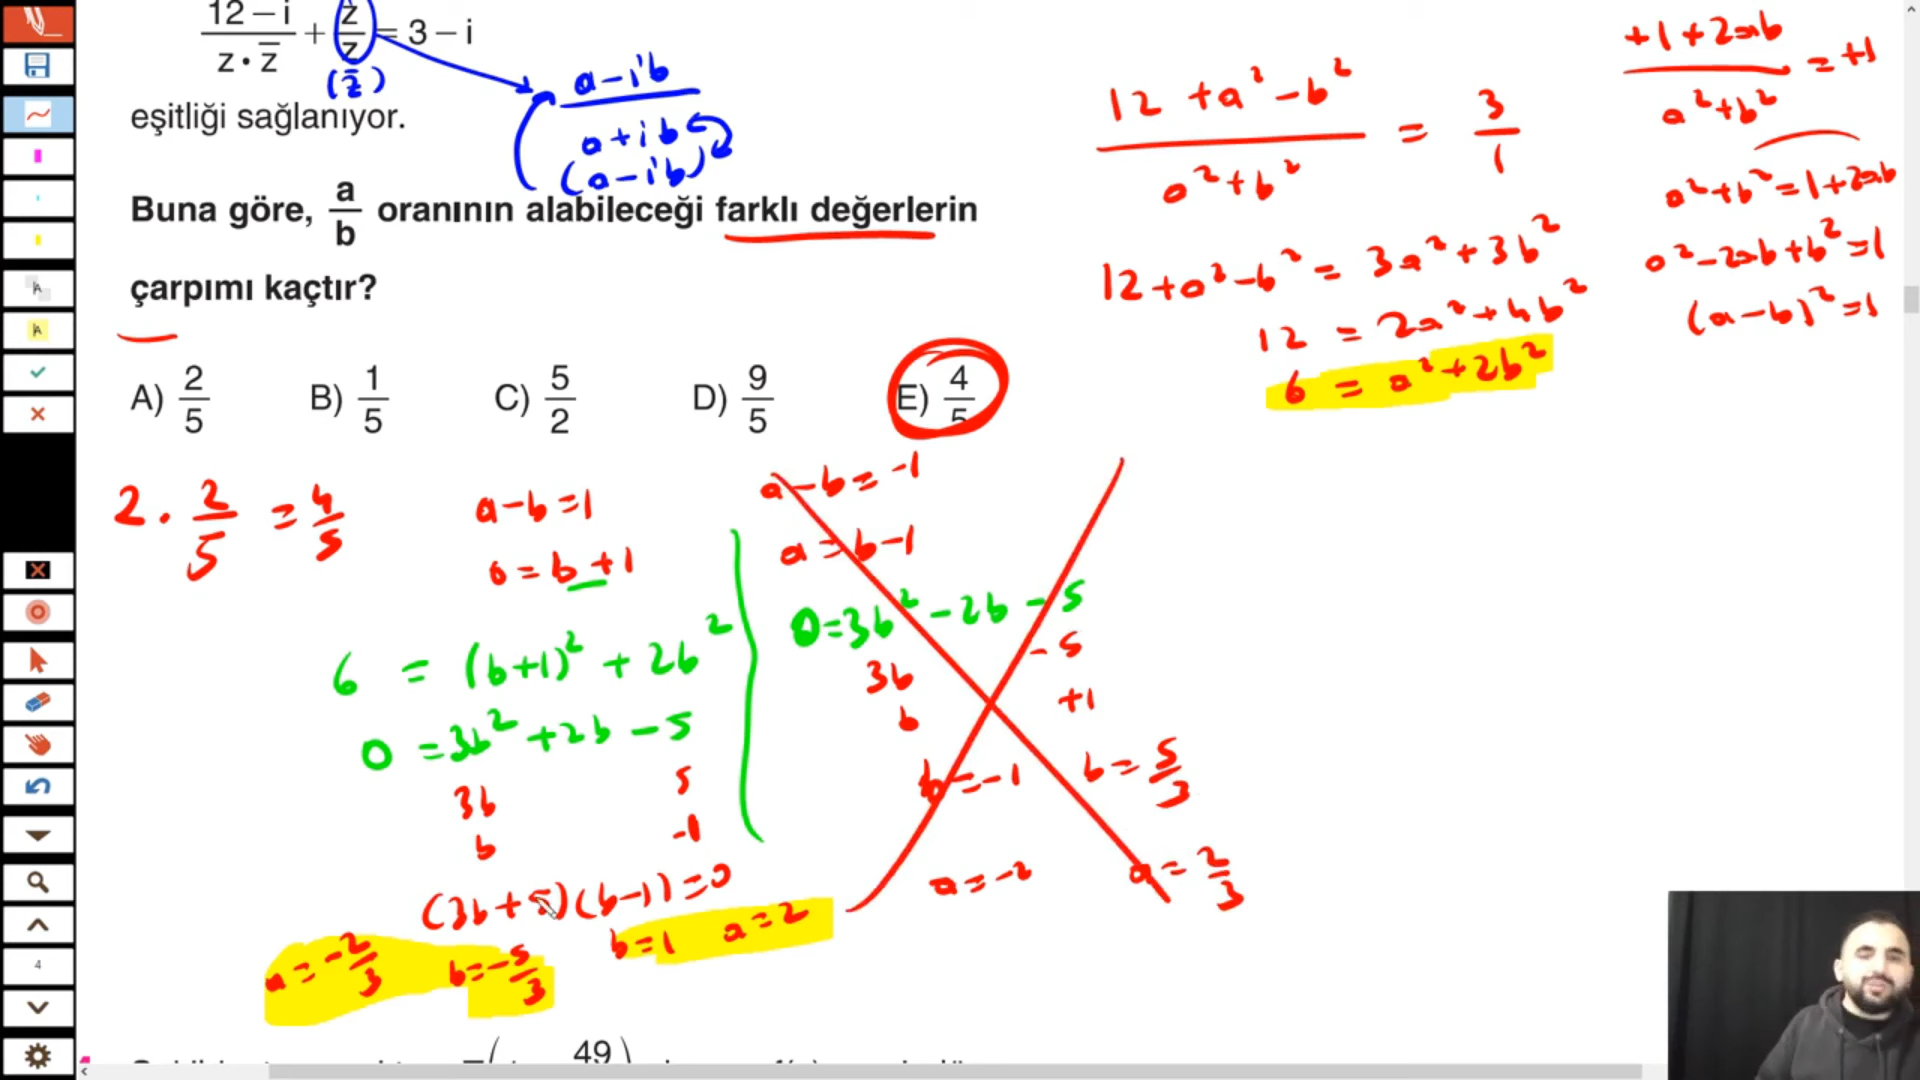 12 – i / z · z̄ + z̄ / z = 3 – i
(z̄)
a – ib / a + ib
(a – ib)
eşitliği sağlanıyor.
Buna göre, a/b oranının alabileceği farklı değerlerin
çarpımı kaçtır?
A) 2/5 B) 1/5 C) 5/2 D) 9/5 E) 4/5
12 + a² – b² / a² + b² = 3/1
12 + a² – b² = 3a² + 3b²
12 = 2a² + 4b²
6 = a² + 2b²
+1 + 2ab / a² + b² = +1
a² + b² = 1 + 2ab
a² – 2ab + b² = 1
(a – b)² = 1
2 · 2/5 = 4/5
a – b = 1
a = b + 1
6 = (b+1)² + 2b²
0 = 3b² + 2b – 5
3b 5
b -1
(3b + 5)(b – 1) = 0
a = -2/3 b = -5/3 b = 1 a = 2
a – b = -1
a = b – 1
0 = 3b² – 2b – 5
3b -5
b +1
b = -1 b = 5/3
a = -2 a = 2/3
4
49